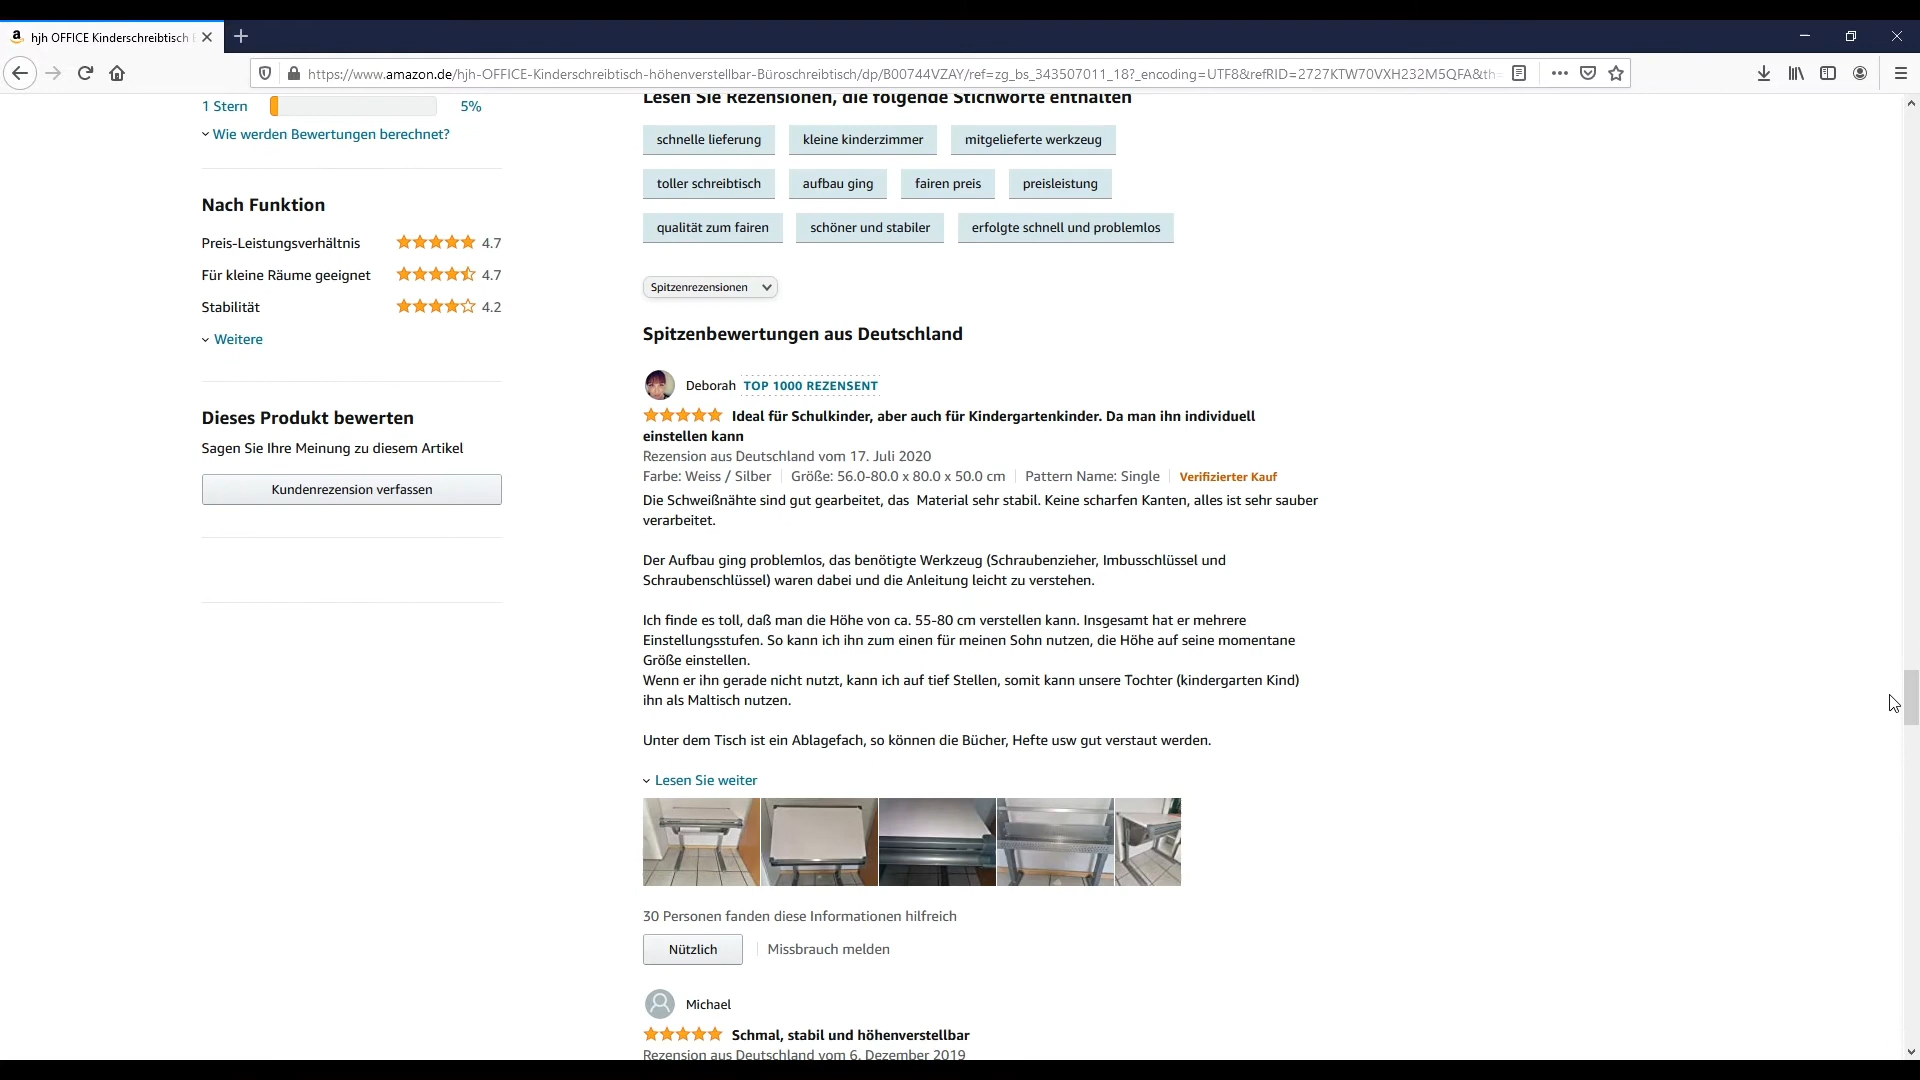 hjh OFFICE Kinderschreibtisch
https://www.amazon.de/hjh-OFFICE-Kinderschreibtisch-höhenverstellbar-Büroschreibtisch/dp/B00744VZAY/ref=zg_bs_343507011_18?_encoding=UTF8&refRID=2727KTW70VXH232M5QFA&th=
1 Stern 5%
Wie werden Bewertungen berechnet?
Nach Funktion
Preis-Leistungsverhältnis 4.7
Für kleine Räume geeignet 4.7
Stabilität 4.2
Weitere
Dieses Produkt bewerten
Sagen Sie Ihre Meinung zu diesem Artikel
Kundenrezension verfassen
Lesen Sie Rezensionen, die folgende Stichworte enthalten
schnelle lieferung kleine kinderzimmer mitgelieferte werkzeug
toller schreibtisch aufbau ging fairen preis preisleistung
qualität zum fairen schöner und stabiler erfolgte schnell und problemlos
Spitzenrezensionen
Spitzenbewertungen aus Deutschland
Deborah TOP 1000 REZENSENT
Ideal für Schulkinder, aber auch für Kindergartenkinder. Da man ihn individuell
einstellen kann
Rezension aus Deutschland vom 17. Juli 2020
Farbe: Weiss / Silber Größe: 56.0-80.0 x 80.0 x 50.0 cm Pattern Name: Single Verifizierter Kauf
Die Schweißnähte sind gut gearbeitet, das Material sehr stabil. Keine scharfen Kanten, alles ist sehr sauber
verarbeitet.
Der Aufbau ging problemlos, das benötigte Werkzeug (Schraubenzieher, Imbusschlüssel und
Schraubenschlüssel) waren dabei und die Anleitung leicht zu verstehen.
Ich finde es toll, daß man die Höhe von ca. 55-80 cm verstellen kann. Insgesamt hat er mehrere
Einstellungsstufen. So kann ich ihn zum einen für meinen Sohn nutzen, die Höhe auf seine momentane
Größe einstellen.
Wenn er ihn gerade nicht nutzt, kann ich auf tief Stellen, somit kann unsere Tochter (kindergarten Kind)
ihn als Maltisch nutzen.
Unter dem Tisch ist ein Ablagefach, so können die Bücher, Hefte usw gut verstaut werden.
Lesen Sie weiter
30 Personen fanden diese Informationen hilfreich
Nützlich Missbrauch melden
Michael
Schmal, stabil und höhenverstellbar
Rezension aus Deutschland vom 6. Dezember 2019